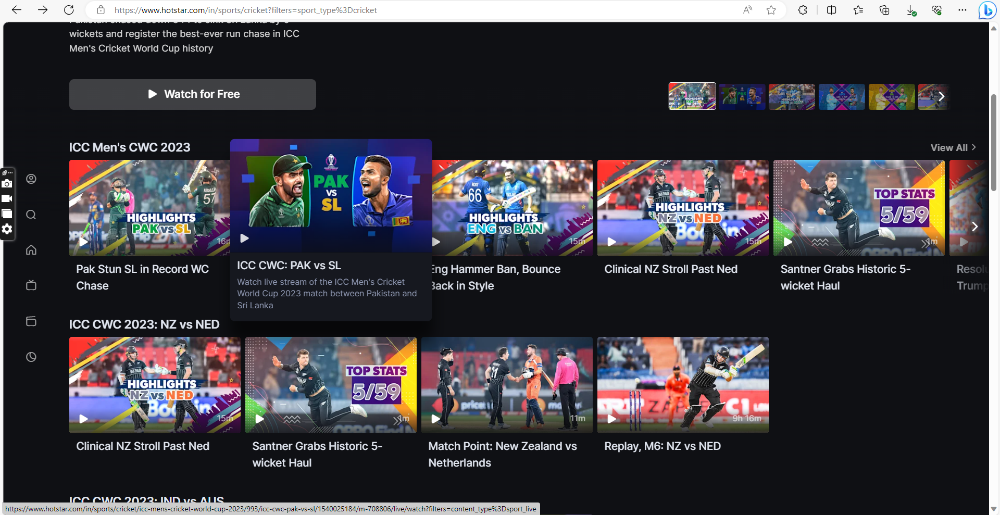 https://www.hotstar.com/in/sports/cricket?filters=sport_type%3Dcricket
wickets and register the best-ever run chase in ICC
Men's Cricket World Cup history
Watch for Free
ICC Men's CWC 2023
View All
HIGHLIGHTS
PAK vs SL
ABDULLAH
57
16m
Pak Stun SL in Record WC
Chase
PAK
VS
SL
ICC CWC: PAK vs SL
Watch live stream of the ICC Men's Cricket
World Cup 2023 match between Pakistan and
Sri Lanka
ROOT
66
HIGHLIGHTS
ENG vs BAN
15m
Eng Hammer Ban, Bounce
Back in Style
HIGHLIGHTS
NZ vs NED
15m
Clinical NZ Stroll Past Ned
TOP STATS
5/59
1m
Santner Grabs Historic 5-
wicket Haul
ICC CWC 2023: NZ vs NED
HIGHLIGHTS
NZ vs NED
15m
Clinical NZ Stroll Past Ned
TOP STATS
5/59
1m
Santner Grabs Historic 5-
wicket Haul
21
11m
Match Point: New Zealand vs
Netherlands
9h 16m
Replay, M6: NZ vs NED
ICC CWC 2023: IND vs AUS
https://www.hotstar.com/in/sports/cricket/icc-mens-cricket-world-cup-2023/993/icc-cwc-pak-vs-sl/1540025184/m-708806/live/watch?filters=content_type%3Dsport_live